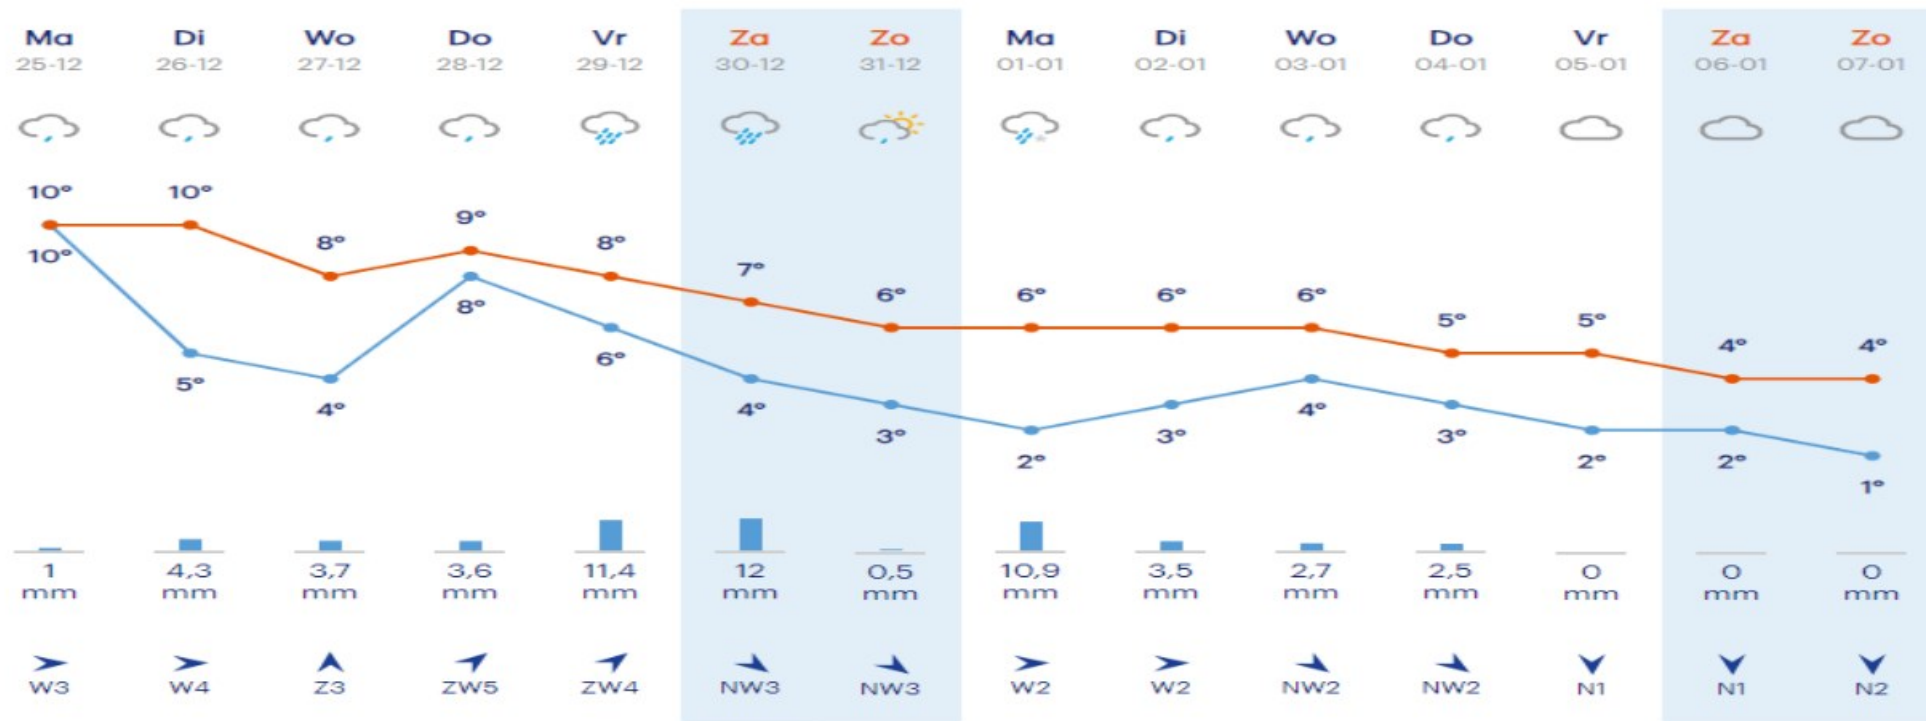 Ma Di Wo Do Vr Za Zo Ma Di Wo Do Vr Za Zo
25-12 26-12 27-12 28-12 29-12 30-12 31-12 01-01 02-01 03-01 04-01 05-01 06-01 07-01
10° 10° 8° 9° 8° 7° 6° 6° 6° 6° 5° 5° 4° 4°
10° 5° 4° 8° 6° 4° 3° 2° 3° 4° 3° 2° 2° 1°
1 4,3 3,7 3,6 11,4 12 0,5 10,9 3,5 2,7 2,5 0 0 0
mm mm mm mm mm mm mm mm mm mm mm mm mm mm
W3 W4 Z3 ZW5 ZW4 NW3 NW3 W2 W2 NW2 NW2 N1 N1 N2